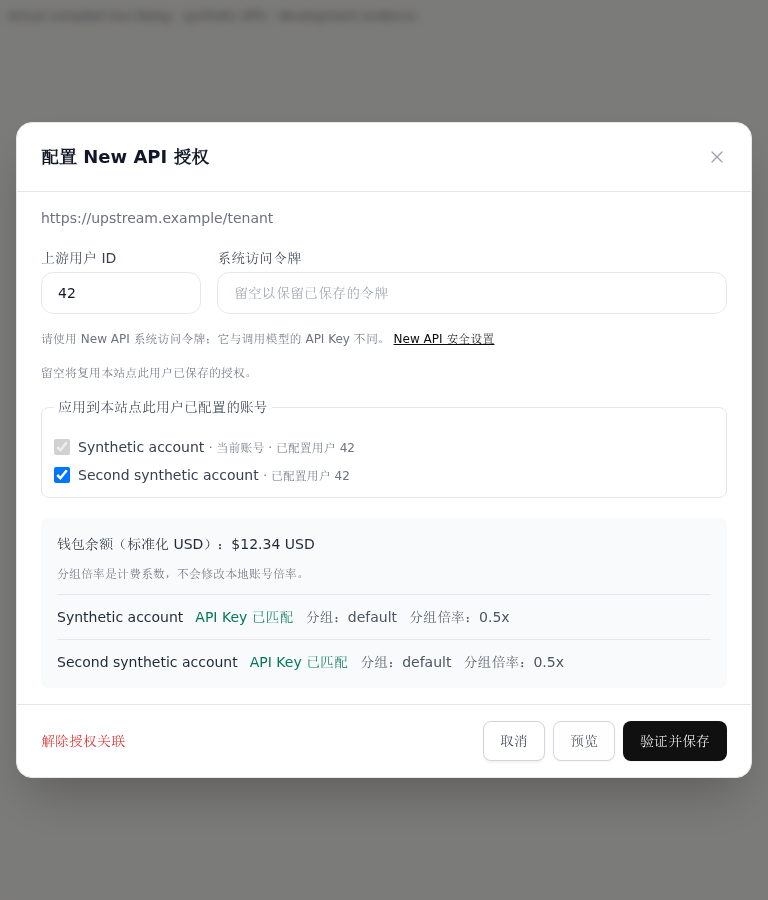 配置 New API 授权
https://upstream.example/tenant
上游用户 ID
系统访问令牌
42
留空以保留已保存的令牌
请使用 New API 系统访问令牌；它与调用模型的 API Key 不同。 New API 安全设置
留空将复用本站点此用户已保存的授权。
应用到本站点此用户已配置的账号
Synthetic account · 当前账号 · 已配置用户 42
Second synthetic account · 已配置用户 42
钱包余额（标准化 USD）：$12.34 USD
分组倍率是计费系数，不会修改本地账号倍率。
Synthetic account API Key 已匹配 分组：default 分组倍率：0.5x
Second synthetic account API Key 已匹配 分组：default 分组倍率：0.5x
解除授权关联
取消
预览
验证并保存